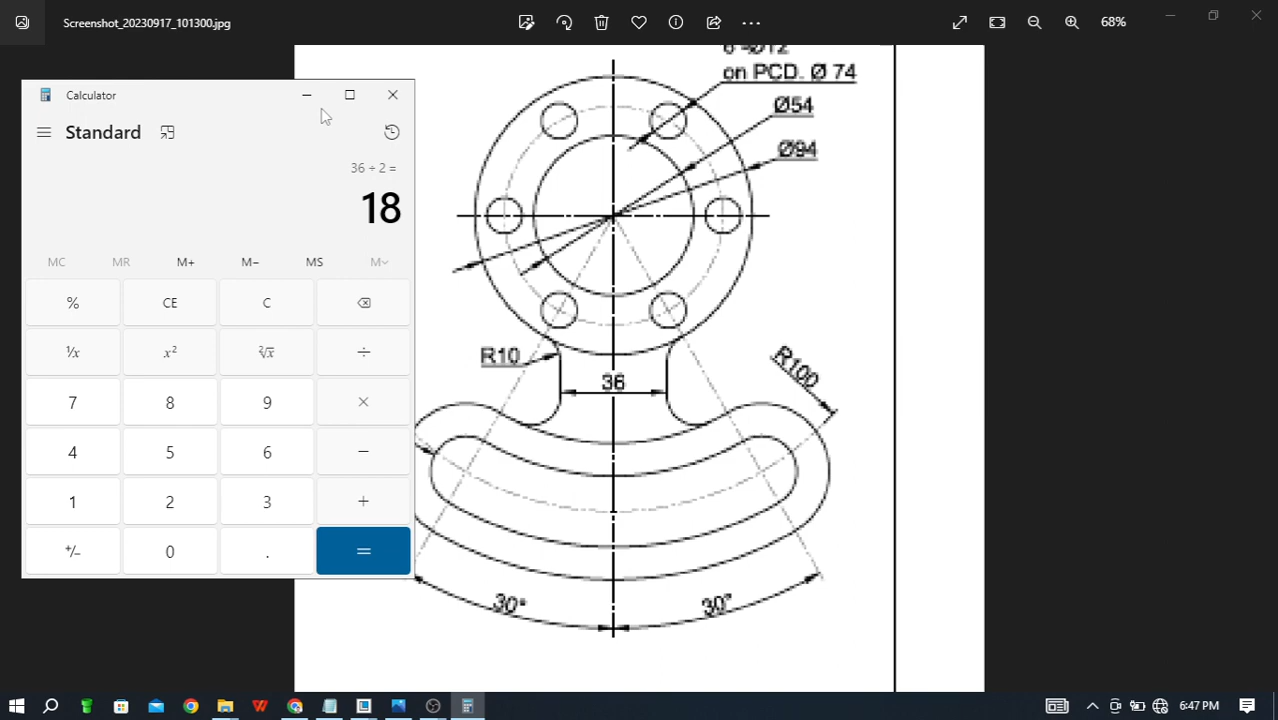 Screenshot_20230917_101300.jpg
68%
6 -Ø12
on PCD. Ø 74
Ø54
Ø94
R10
36
R100
30°
30°
Calculator
Standard
36 ÷ 2 =
18
MC MR M+ M− MS M˅
% CE C ⌫
¹/x x² ²√x ÷
7 8 9 ×
4 5 6 −
1 2 3 +
+/− 0 . =
6:47 PM